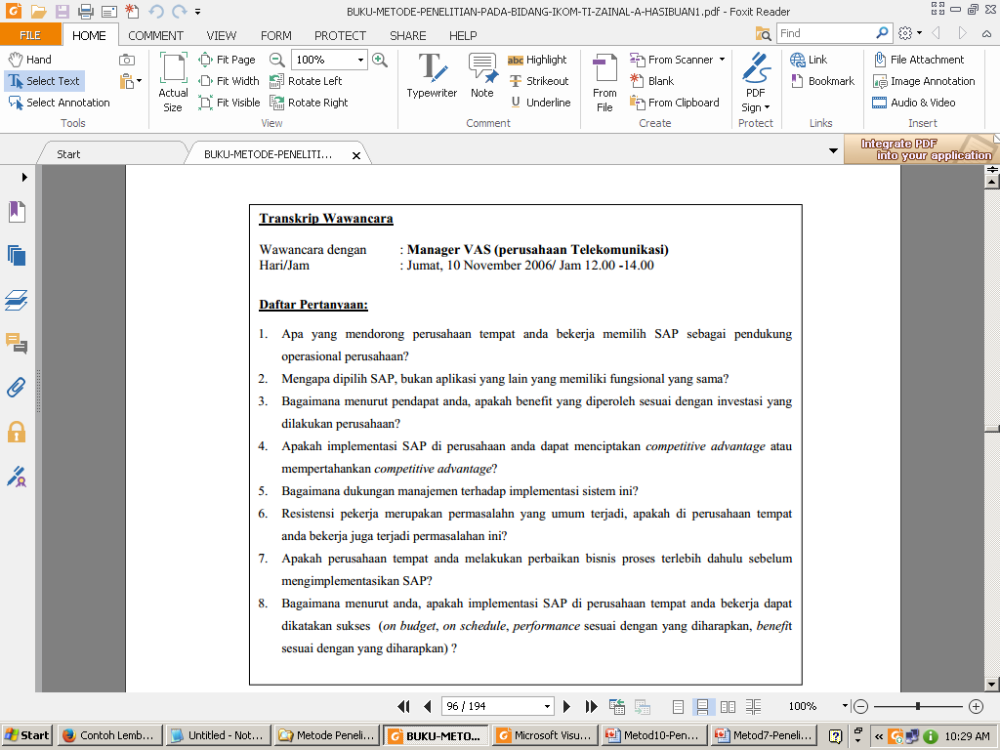 BUKU-METODE-PENELITIAN-PADA-BIDANG-IKOM-TI-ZAINAL-A-HASIBUAN1.pdf - Foxit Reader
FILE HOME COMMENT VIEW FORM PROTECT SHARE HELP Find
Hand
Select Text
Select Annotation
Tools
Actual Size
Fit Page
Fit Width
Fit Visible
100%
Rotate Left
Rotate Right
View
Typewriter
Note
abc Highlight
T Strikeout
U Underline
Comment
From File
From Scanner
Blank
From Clipboard
Create
PDF Sign
Protect
Link
Bookmark
Links
File Attachment
Image Annotation
Audio & Video
Insert
Start
BUKU-METODE-PENELITI...
Integrate PDF
into your application
Transkrip Wawancara
Wawancara dengan : Manager VAS (perusahaan Telekomunikasi)
Hari/Jam : Jumat, 10 November 2006/ Jam 12.00 -14.00
Daftar Pertanyaan:
1. Apa yang mendorong perusahaan tempat anda bekerja memilih SAP sebagai pendukung
operasional perusahaan?
2. Mengapa dipilih SAP, bukan aplikasi yang lain yang memiliki fungsional yang sama?
3. Bagaimana menurut pendapat anda, apakah benefit yang diperoleh sesuai dengan investasi yang
dilakukan perusahaan?
4. Apakah implementasi SAP di perusahaan anda dapat menciptakan competitive advantage atau
mempertahankan competitive advantage?
5. Bagaimana dukungan manajemen terhadap implementasi sistem ini?
6. Resistensi pekerja merupakan permasalahn yang umum terjadi, apakah di perusahaan tempat
anda bekerja juga terjadi permasalahan ini?
7. Apakah perusahaan tempat anda melakukan perbaikan bisnis proses terlebih dahulu sebelum
mengimplementasikan SAP?
8. Bagaimana menurut anda, apakah implementasi SAP di perusahaan tempat anda bekerja dapat
dikatakan sukses (on budget, on schedule, performance sesuai dengan yang diharapkan, benefit
sesuai dengan yang diharapkan) ?
96 / 194
100%
Start
Contoh Lemb...
Untitled - Not...
Metode Peneli...
BUKU-METO...
Microsoft Visu...
Metod10-Pen...
Metod7-Peneli...
10:29 AM